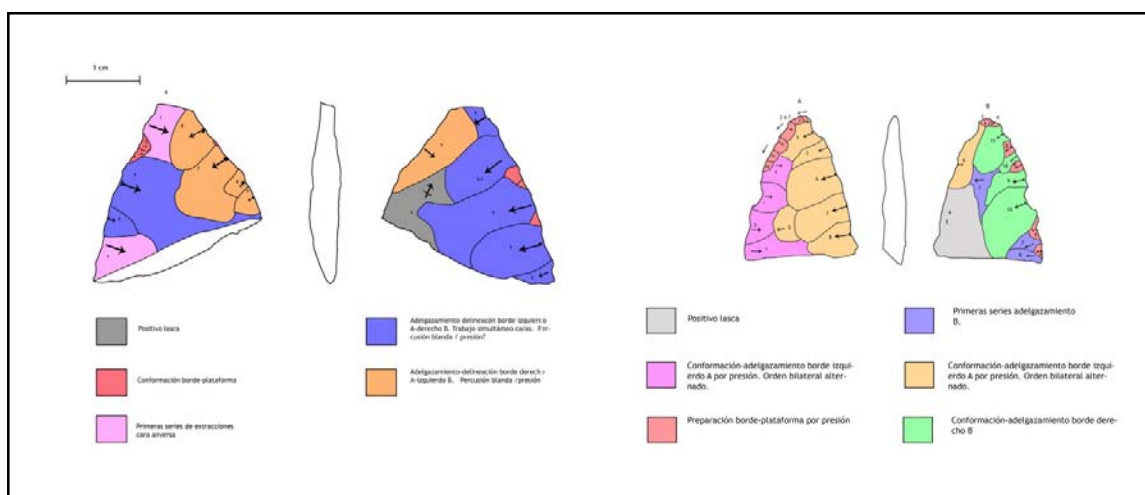 1 cm
A
A
B
Positivo lasca
Conformación borde-plataforma
Primeras series de extracciones
cara anversa
Adelgazamiento delineación borde izquierdo
A-derecho B. Trabajo simultáneo caras. Per-
cusión blanda / presión?
Adelgazamiento-delineación borde derecho
A-izquierdo B. Percusión blanda /presión
Positivo lasca
Conformación-adelgazamiento borde izqui-
erdo A por presión. Orden bilateral alter-
nado.
Preparación borde-plataforma por presión
Primeras series adelgazamiento
B.
Conformación-adelgazamiento borde izqui-
erdo A por presión. Orden bilateral alter-
nado.
Conformación-adelgazamiento borde dere-
cho B